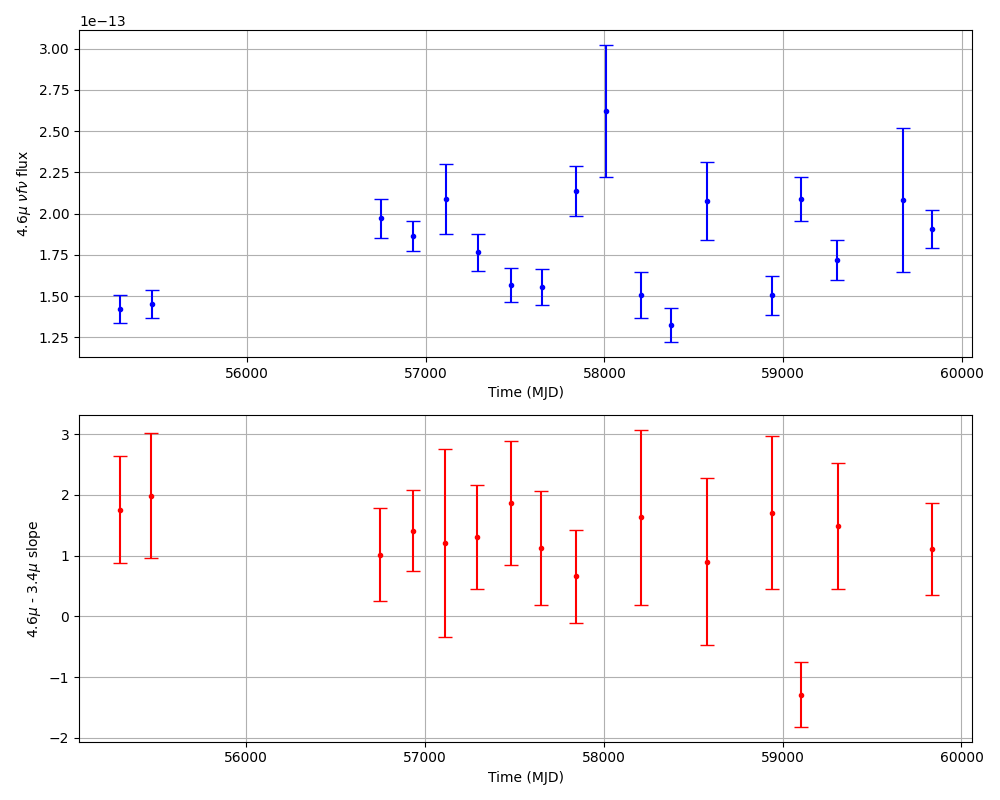 1e−13
3.00
2.75
2.50
2.25
2.00
1.75
1.50
1.25
4.6μ νfν flux
56000 57000 58000 59000 60000
Time (MJD)
3
2
1
0
−1
−2
4.6μ - 3.4μ slope
56000 57000 58000 59000 60000
Time (MJD)